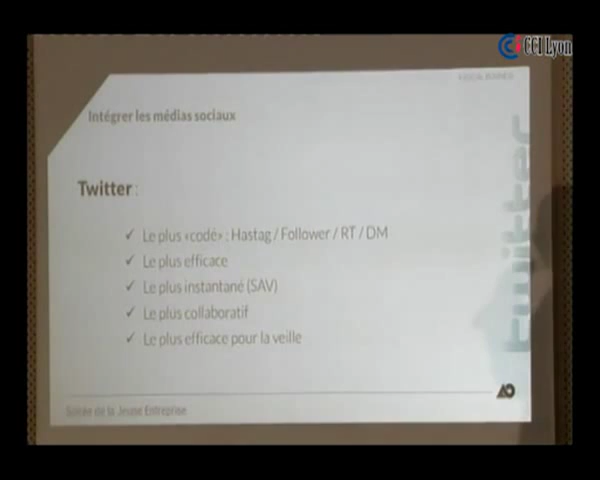 CCI Lyon
Intégrer les médias sociaux
Twitter :
✓ Le plus «codé» : Hastag / Follower / RT / DM
✓ Le plus efficace
✓ Le plus instantané (SAV)
✓ Le plus collaboratif
✓ Le plus efficace pour la veille
twitter
Soirée de la Jeune Entreprise